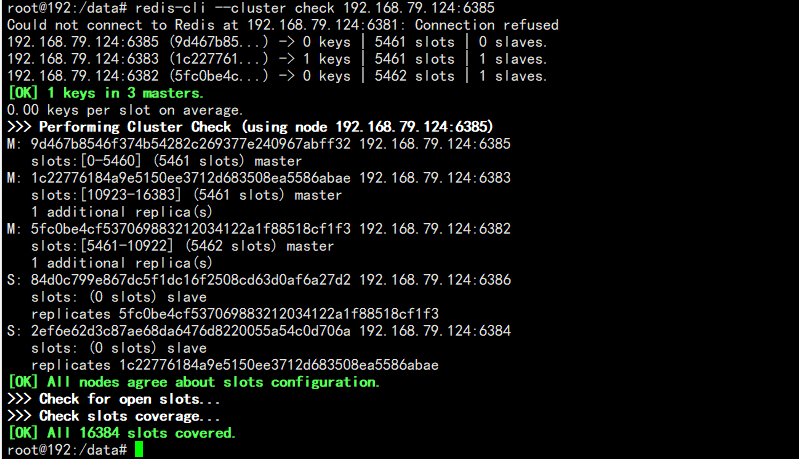 root@192:/data# redis-cli --cluster check 192.168.79.124:6385
Could not connect to Redis at 192.168.79.124:6381: Connection refused
192.168.79.124:6385 (9d467b85...) -> 0 keys | 5461 slots | 0 slaves.
192.168.79.124:6383 (1c227761...) -> 1 keys | 5461 slots | 1 slaves.
192.168.79.124:6382 (5fc0be4c...) -> 0 keys | 5462 slots | 1 slaves.
[OK] 1 keys in 3 masters.
0.00 keys per slot on average.
>>> Performing Cluster Check (using node 192.168.79.124:6385)
M: 9d467b8546f374b54282c269377e240967abff32 192.168.79.124:6385
   slots:[0-5460] (5461 slots) master
M: 1c22776184a9e5150ee3712d683508ea5586abae 192.168.79.124:6383
   slots:[10923-16383] (5461 slots) master
   1 additional replica(s)
M: 5fc0be4cf537069883212034122a1f88518cf1f3 192.168.79.124:6382
   slots:[5461-10922] (5462 slots) master
   1 additional replica(s)
S: 84d0c799e867dc5f1dc16f2508cd63d0af6a27d2 192.168.79.124:6386
   slots: (0 slots) slave
   replicates 5fc0be4cf537069883212034122a1f88518cf1f3
S: 2ef6e62d3c87ae68da6476d8220055a54c0d706a 192.168.79.124:6384
   slots: (0 slots) slave
   replicates 1c22776184a9e5150ee3712d683508ea5586abae
[OK] All nodes agree about slots configuration.
>>> Check for open slots...
>>> Check slots coverage...
[OK] All 16384 slots covered.
root@192:/data#